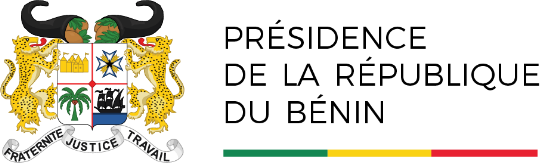 PRÉSIDENCE
DE LA RÉPUBLIQUE
DU BÉNIN
FRATERNITE JUSTICE TRAVAIL